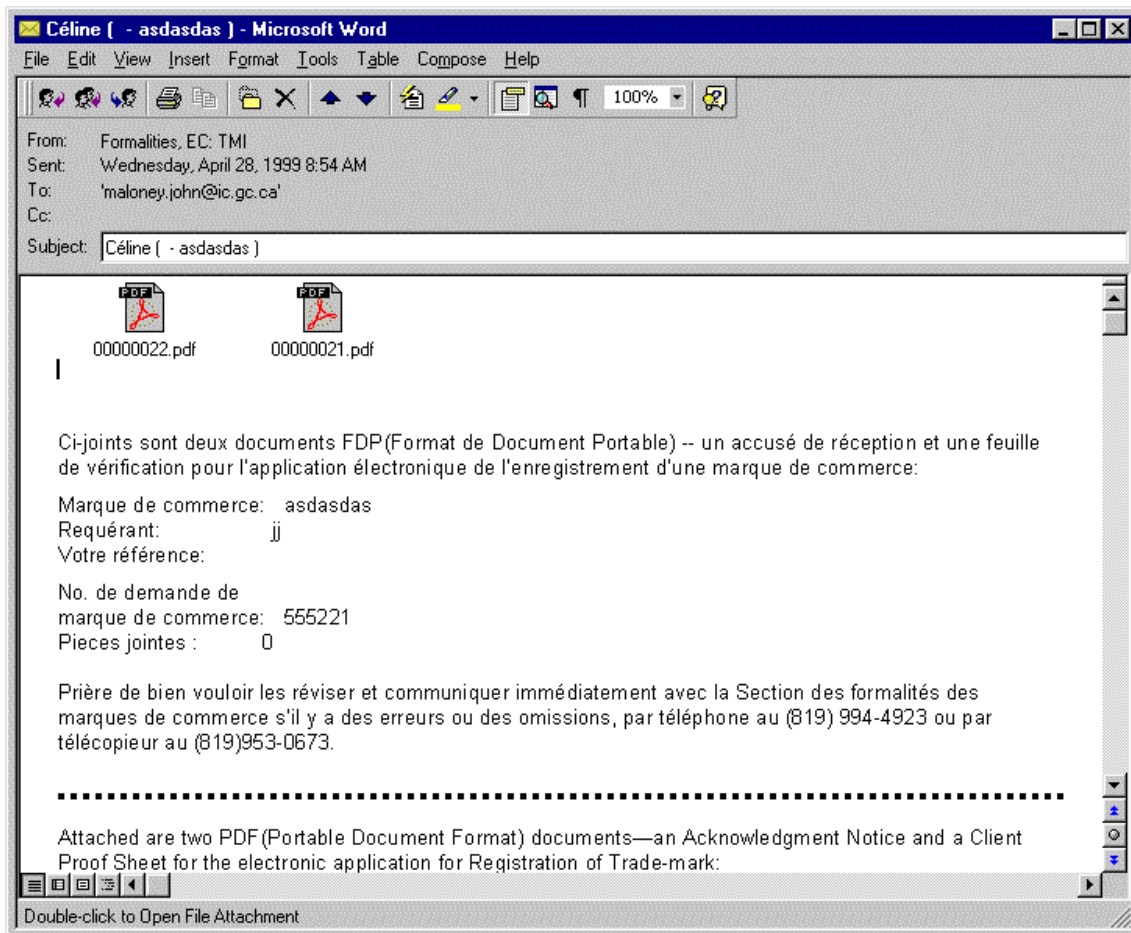 Céline (  - asdasdas ) - Microsoft Word
File Edit View Insert Format Tools Table Compose Help
100%
From: Formalities, EC: TMI
Sent: Wednesday, April 28, 1999 8:54 AM
To: 'maloney.john@ic.gc.ca'
Cc:
Subject: Céline (  - asdasdas )
PDF PDF
00000022.pdf 00000021.pdf
Ci-joints sont deux documents FDP(Format de Document Portable) -- un accusé de réception et une feuille
de vérification pour l'application électronique de l'enregistrement d'une marque de commerce:
Marque de commerce: asdasdas
Requérant: jj
Votre référence:
No. de demande de
marque de commerce: 555221
Pieces jointes : 0
Prière de bien vouloir les réviser et communiquer immédiatement avec la Section des formalités des
marques de commerce s'il y a des erreurs ou des omissions, par téléphone au (819) 994-4923 ou par
télécopieur au (819)953-0673.
Attached are two PDF(Portable Document Format) documents—an Acknowledgment Notice and a Client
Proof Sheet for the electronic application for Registration of Trade-mark:
Double-click to Open File Attachment